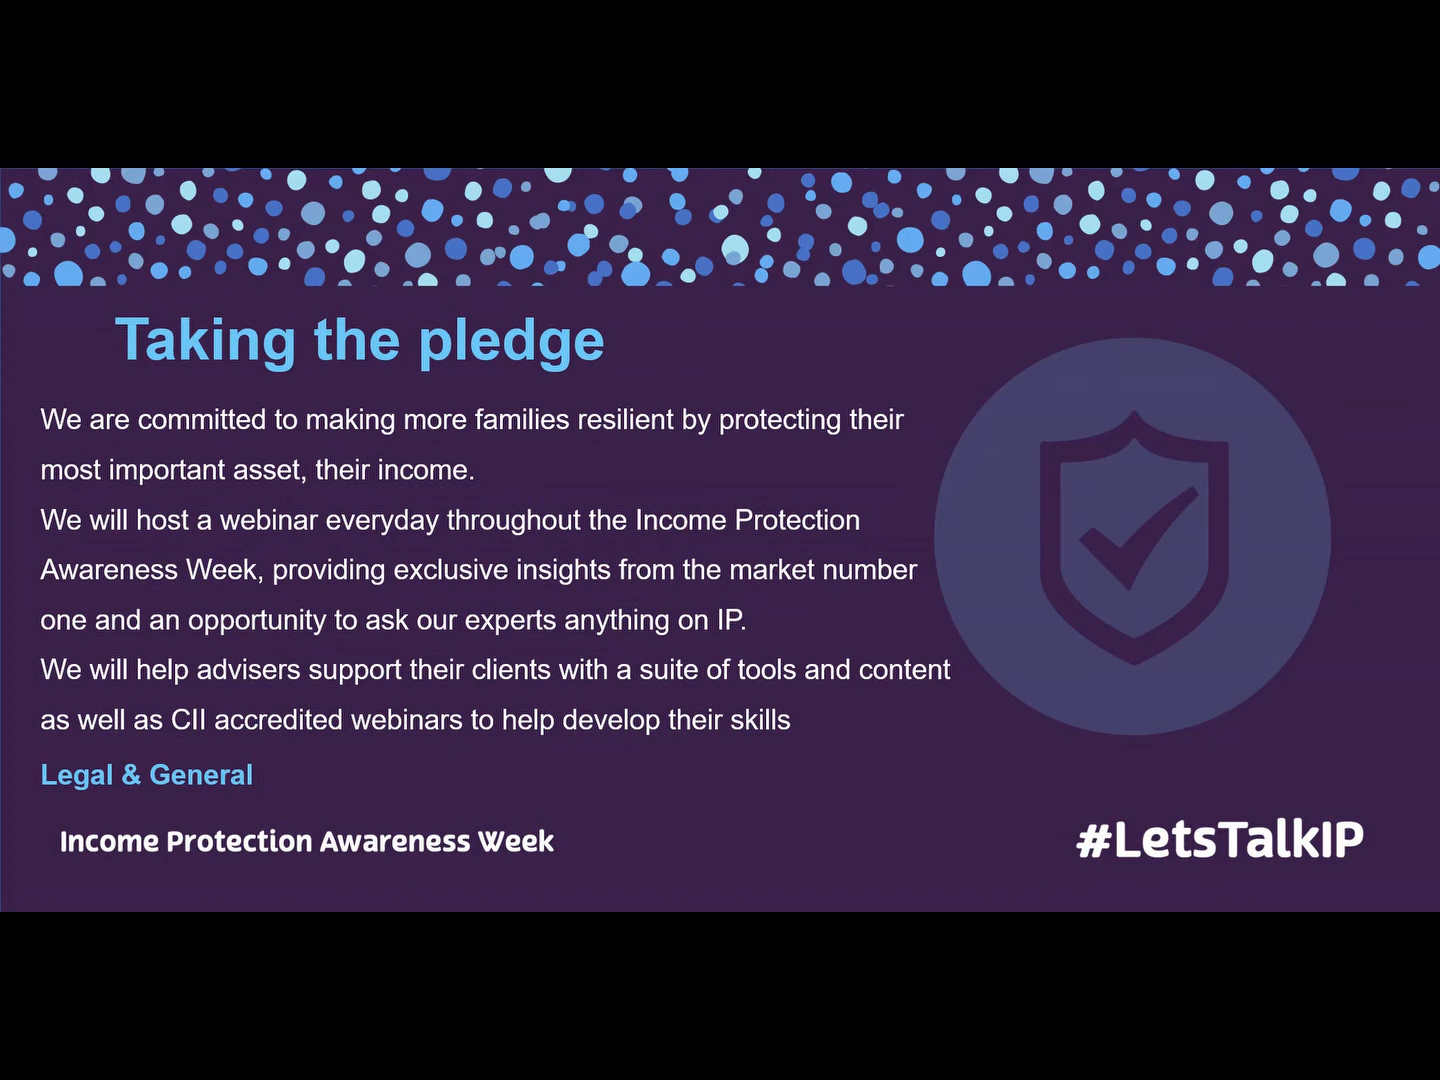 Taking the pledge
We are committed to making more families resilient by protecting their
most important asset, their income.
We will host a webinar everyday throughout the Income Protection
Awareness Week, providing exclusive insights from the market number
one and an opportunity to ask our experts anything on IP.
We will help advisers support their clients with a suite of tools and content
as well as CII accredited webinars to help develop their skills
Legal & General
Income Protection Awareness Week
#LetsTalkIP